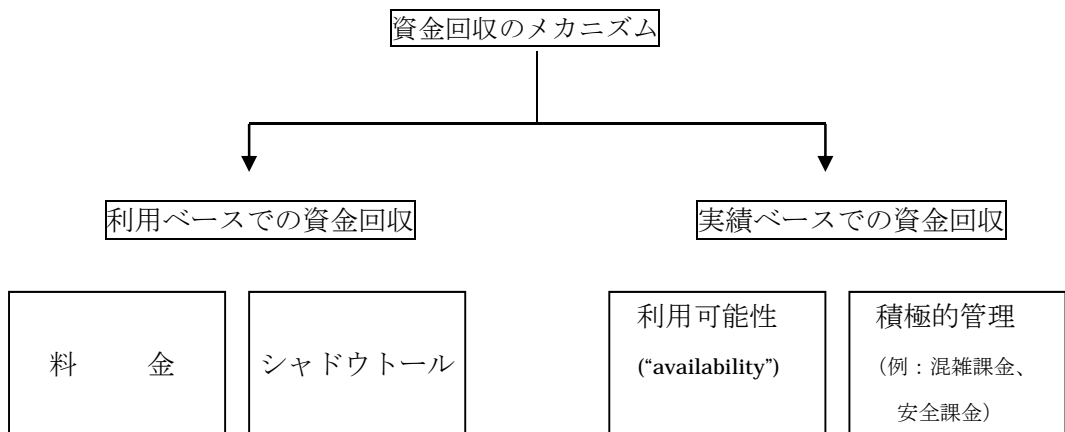 資金回収のメカニズム
利用ベースでの資金回収
実績ベースでの資金回収
料 金
シャドウトール
利用可能性
(“availability”)
積極的管理
（例：混雑課金、
安全課金）